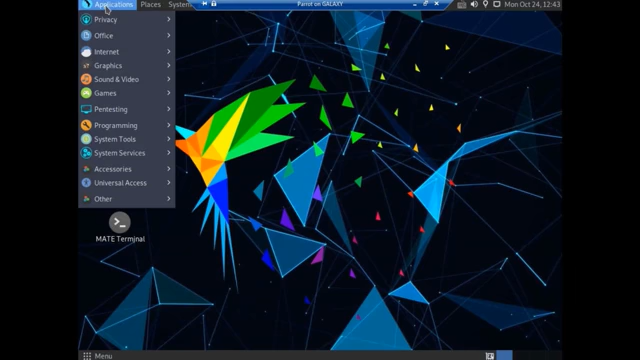 Applications Places System Parrot on GALAXY Mon Oct 24, 12:43
Privacy
Office
Internet
Graphics
Sound & Video
Games
Pentesting
Programming
System Tools
System Services
Accessories
Universal Access
Other
MATE Terminal
Menu